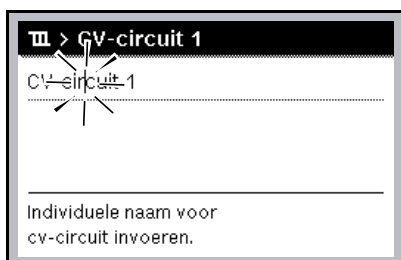 > CV-circuit 1
CV-circuit 1
Individuele naam voor
cv-circuit invoeren.